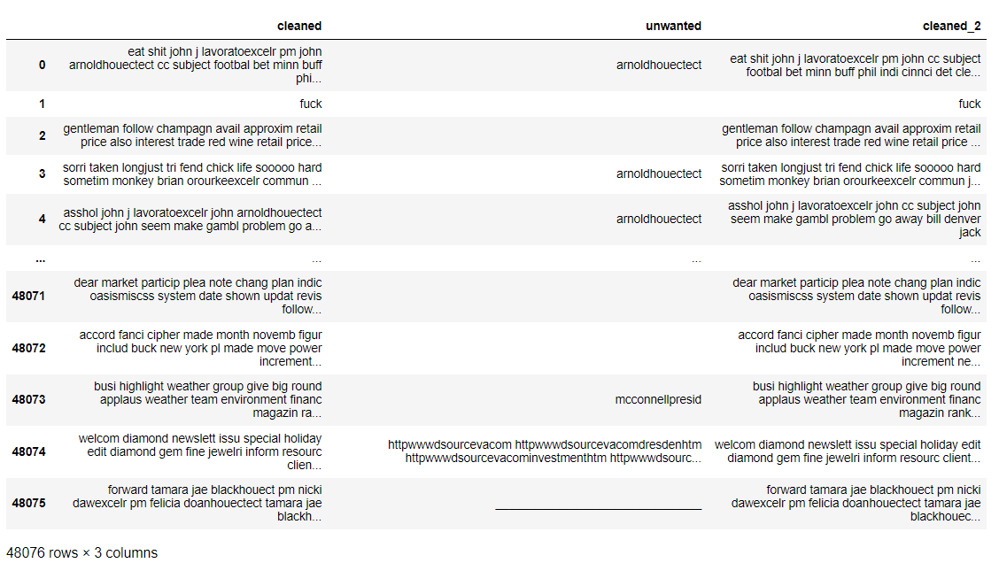 cleaned unwanted cleaned_2
0 eat shit john j lavoratoexcelr pm john arnoldhouectect eat shit john j lavoratoexcelr pm john cc subject
arnoldhouectect cc subject footbal bet minn buff footbal bet minn buff phil indi cinnci det cle...
phi...
1 fuck fuck
2 gentleman follow champagn avail approxim retail gentleman follow champagn avail approxim retail
price also interest trade red wine retail price... price also interest trade red wine retail price ...
3 sorri taken longjust tri fend chick life sooooo hard arnoldhouectect sorri taken longjust tri fend chick life sooooo hard
sometim monkey brian orourkeexcelr commun ... sometim monkey brian orourkeexcelr commun j...
4 asshol john j lavoratoexcelr john arnoldhouectect arnoldhouectect asshol john j lavoratoexcelr john cc subject john
cc subject john seem make gambl problem go a... seem make gambl problem go away bill denver
jack
... ... ... ...
48071 dear market particip plea note chang plan indic dear market particip plea note chang plan indic
oasismiscss system date shown updat revis oasismiscss system date shown updat revis
follow... follow...
48072 accord fanci cipher made month novemb figur accord fanci cipher made month novemb figur
includ buck new york pl made move power includ buck new york pl made move power
increment... increment ne...
48073 busi highlight weather group give big round mcconnellpresid busi highlight weather group give big round
applaus weather team environment financ applaus weather team environment financ
magazin ra... magazin rank...
48074 welcom diamond newslett issu special holiday httpwwwdsourcevacom httpwwwdsourcevacomdresdenhtm welcom diamond newslett issu special holiday edit
edit diamond gem fine jewelri inform resourc httpwwwdsourcevacominvestmenthtm httpwwwdsourc... diamond gem fine jewelri inform resourc client...
clien...
48075 forward tamara jae blackhouect pm nicki forward tamara jae blackhouect pm nicki
dawexcelr pm felicia doanhouectect tamara jae ______________________________ dawexcelr pm felicia doanhouectect tamara jae
blackh... blackhouec...
48076 rows × 3 columns